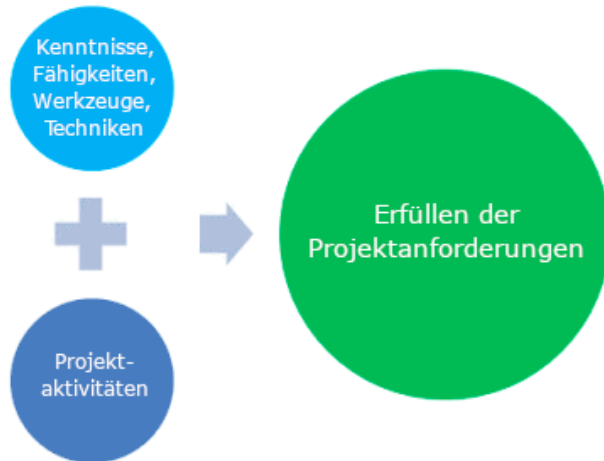 Kenntnisse,
Fähigkeiten,
Werkzeuge,
Techniken
Projekt-
aktivitäten
Erfüllen der
Projektanforderungen